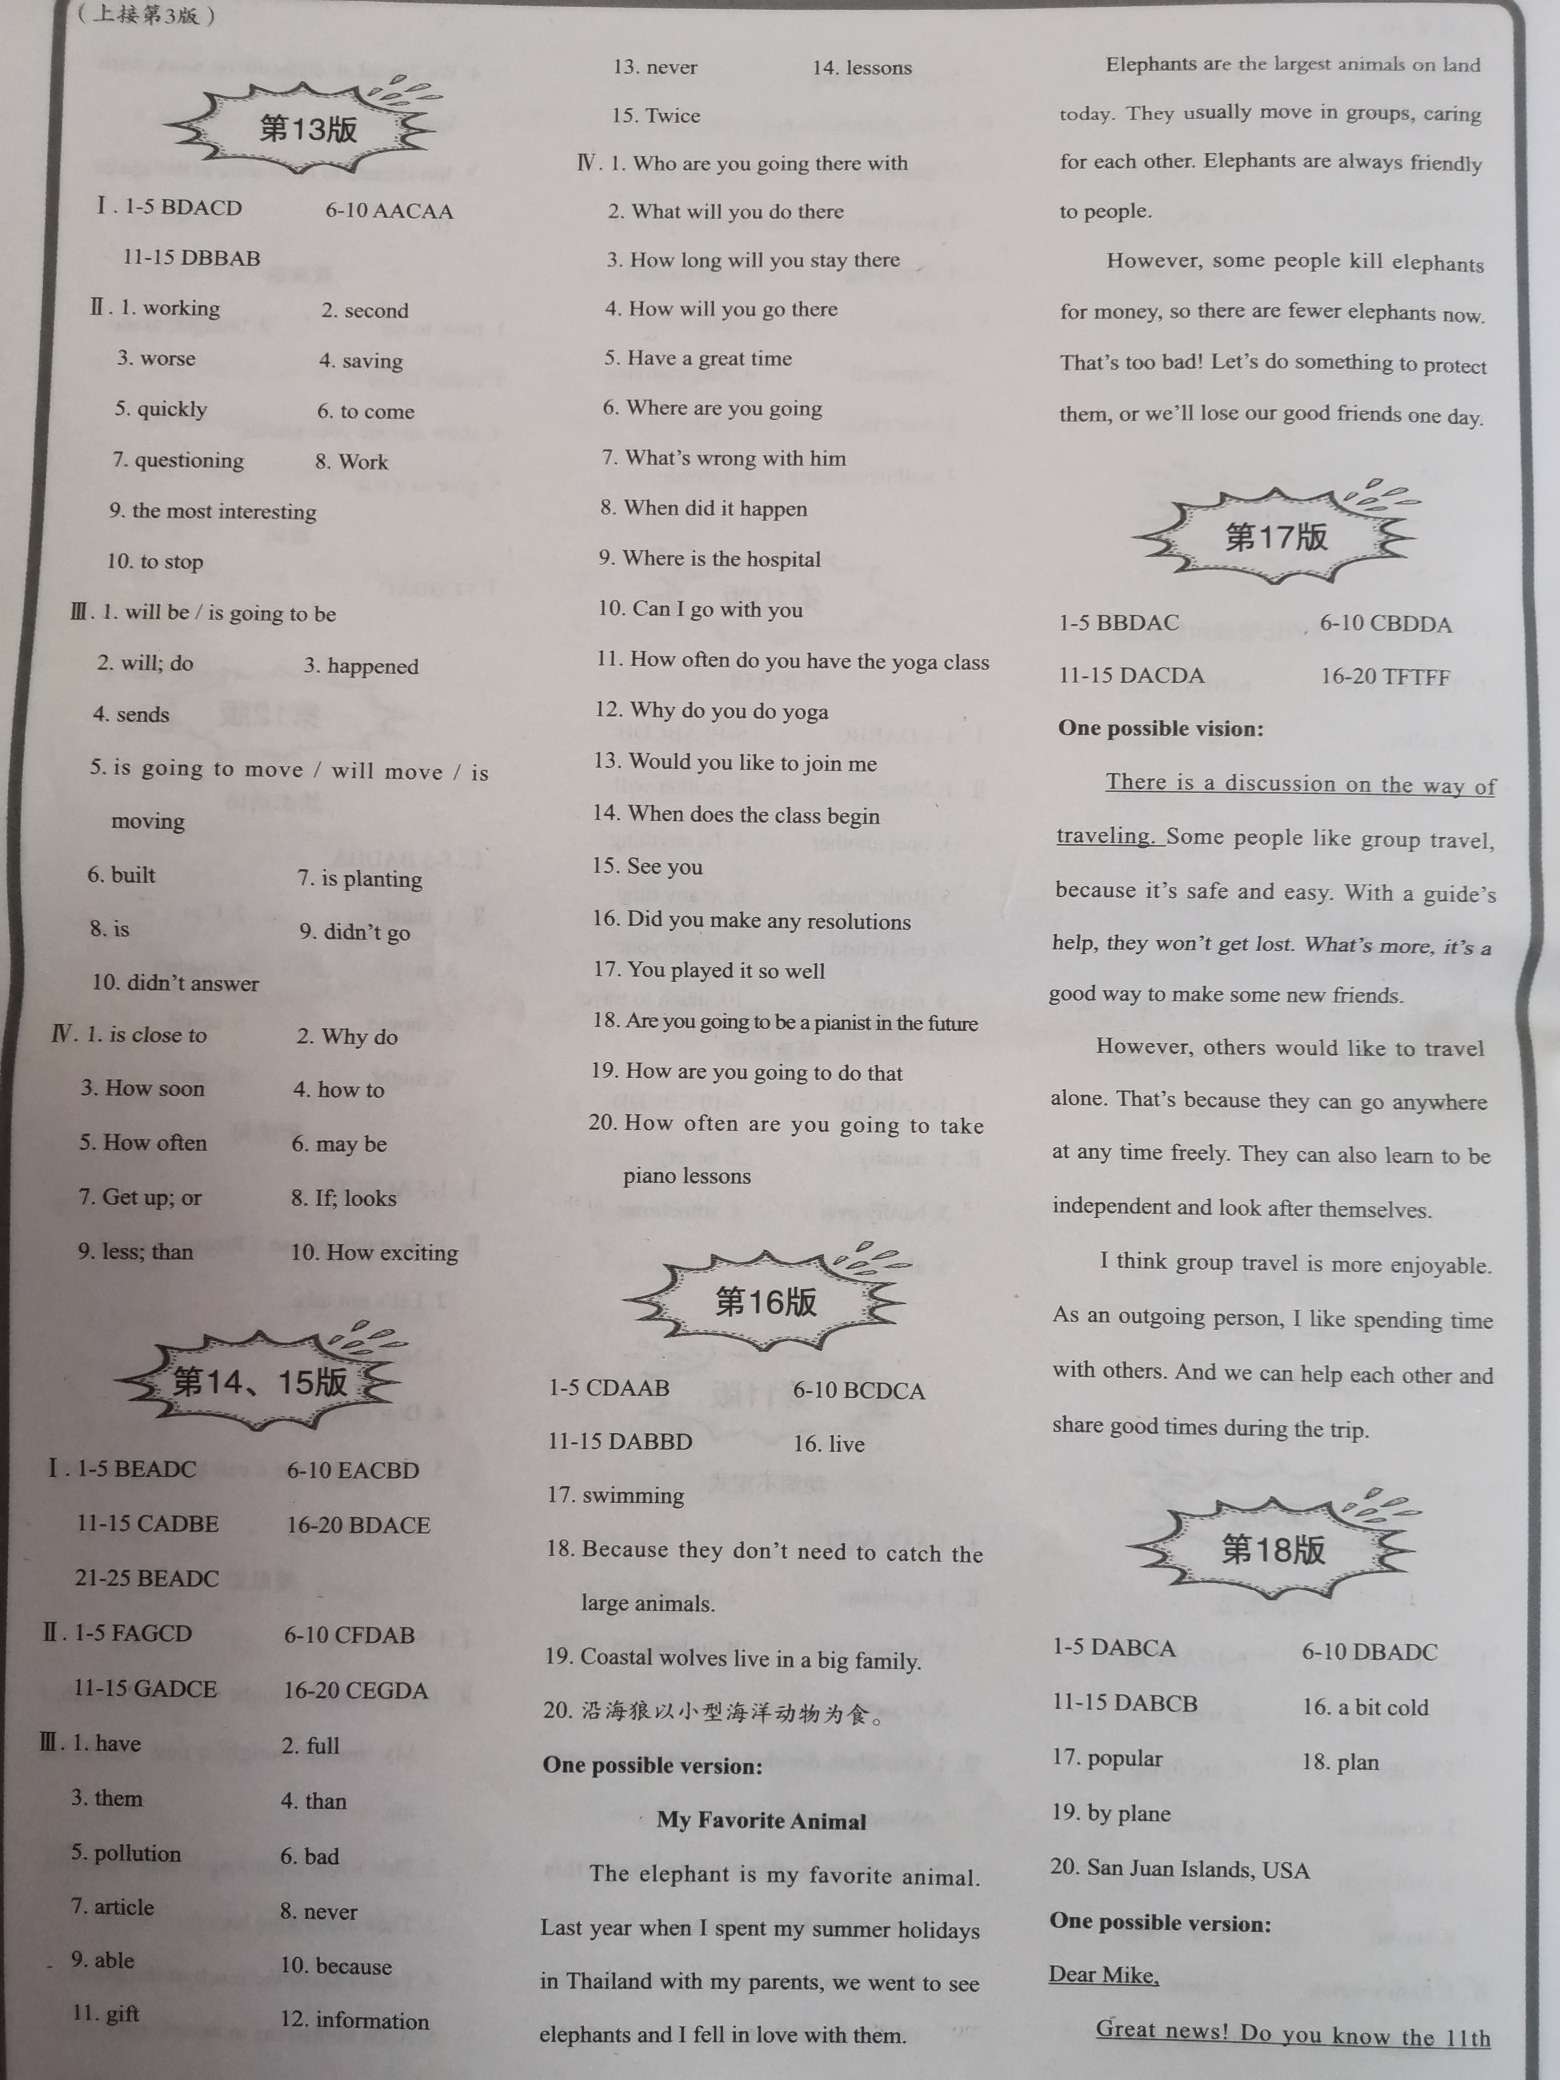 （上接第3版）
第13版
Ⅰ. 1-5 BDACD 6-10 AACAA
11-15 DBBAB
Ⅱ. 1. working 2. second
3. worse 4. saving
5. quickly 6. to come
7. questioning 8. Work
9. the most interesting
10. to stop
Ⅲ. 1. will be / is going to be
2. will; do 3. happened
4. sends
5. is going to move / will move / is
moving
6. built 7. is planting
8. is 9. didn't go
10. didn't answer
Ⅳ. 1. is close to 2. Why do
3. How soon 4. how to
5. How often 6. may be
7. Get up; or 8. If; looks
9. less; than 10. How exciting
第14、15版
Ⅰ. 1-5 BEADC 6-10 EACBD
11-15 CADBE 16-20 BDACE
21-25 BEADC
Ⅱ. 1-5 FAGCD 6-10 CFDAB
11-15 GADCE 16-20 CEGDA
Ⅲ. 1. have 2. full
3. them 4. than
5. pollution 6. bad
7. article 8. never
9. able 10. because
11. gift 12. information
13. never 14. lessons
15. Twice
Ⅳ. 1. Who are you going there with
2. What will you do there
3. How long will you stay there
4. How will you go there
5. Have a great time
6. Where are you going
7. What's wrong with him
8. When did it happen
9. Where is the hospital
10. Can I go with you
11. How often do you have the yoga class
12. Why do you do yoga
13. Would you like to join me
14. When does the class begin
15. See you
16. Did you make any resolutions
17. You played it so well
18. Are you going to be a pianist in the future
19. How are you going to do that
20. How often are you going to take
piano lessons
第16版
1-5 CDAAB 6-10 BCDCA
11-15 DABBD 16. live
17. swimming
18. Because they don't need to catch the
large animals.
19. Coastal wolves live in a big family.
20. 沿海狼以小型海洋动物为食。
One possible version:
My Favorite Animal
The elephant is my favorite animal.
Last year when I spent my summer holidays
in Thailand with my parents, we went to see
elephants and I fell in love with them.
Elephants are the largest animals on land
today. They usually move in groups, caring
for each other. Elephants are always friendly
to people.
However, some people kill elephants
for money, so there are fewer elephants now.
That's too bad! Let's do something to protect
them, or we'll lose our good friends one day.
第17版
1-5 BBDAC 6-10 CBDDA
11-15 DACDA 16-20 TFTFF
One possible vision:
There is a discussion on the way of
traveling. Some people like group travel,
because it's safe and easy. With a guide's
help, they won't get lost. What's more, it's a
good way to make some new friends.
However, others would like to travel
alone. That's because they can go anywhere
at any time freely. They can also learn to be
independent and look after themselves.
I think group travel is more enjoyable.
As an outgoing person, I like spending time
with others. And we can help each other and
share good times during the trip.
第18版
1-5 DABCA 6-10 DBADC
11-15 DABCB 16. a bit cold
17. popular 18. plan
19. by plane
20. San Juan Islands, USA
One possible version:
Dear Mike,
Great news! Do you know the 11th